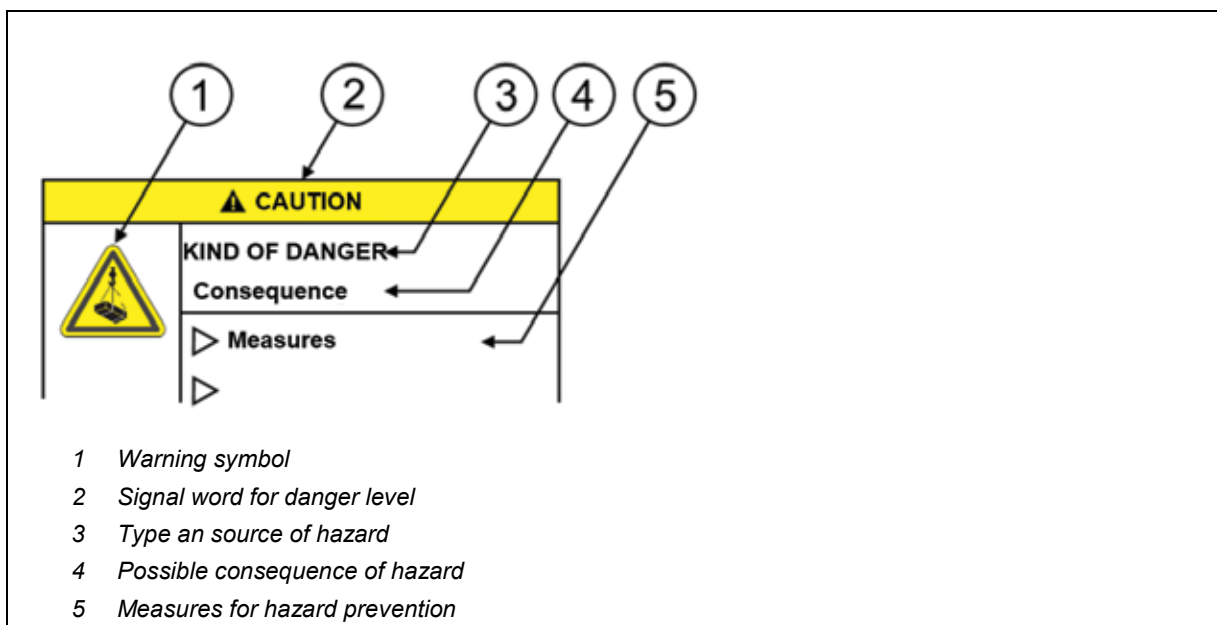 1 2 3 4 5
CAUTION
KIND OF DANGER
Consequence
Measures
1 Warning symbol
2 Signal word for danger level
3 Type an source of hazard
4 Possible consequence of hazard
5 Measures for hazard prevention